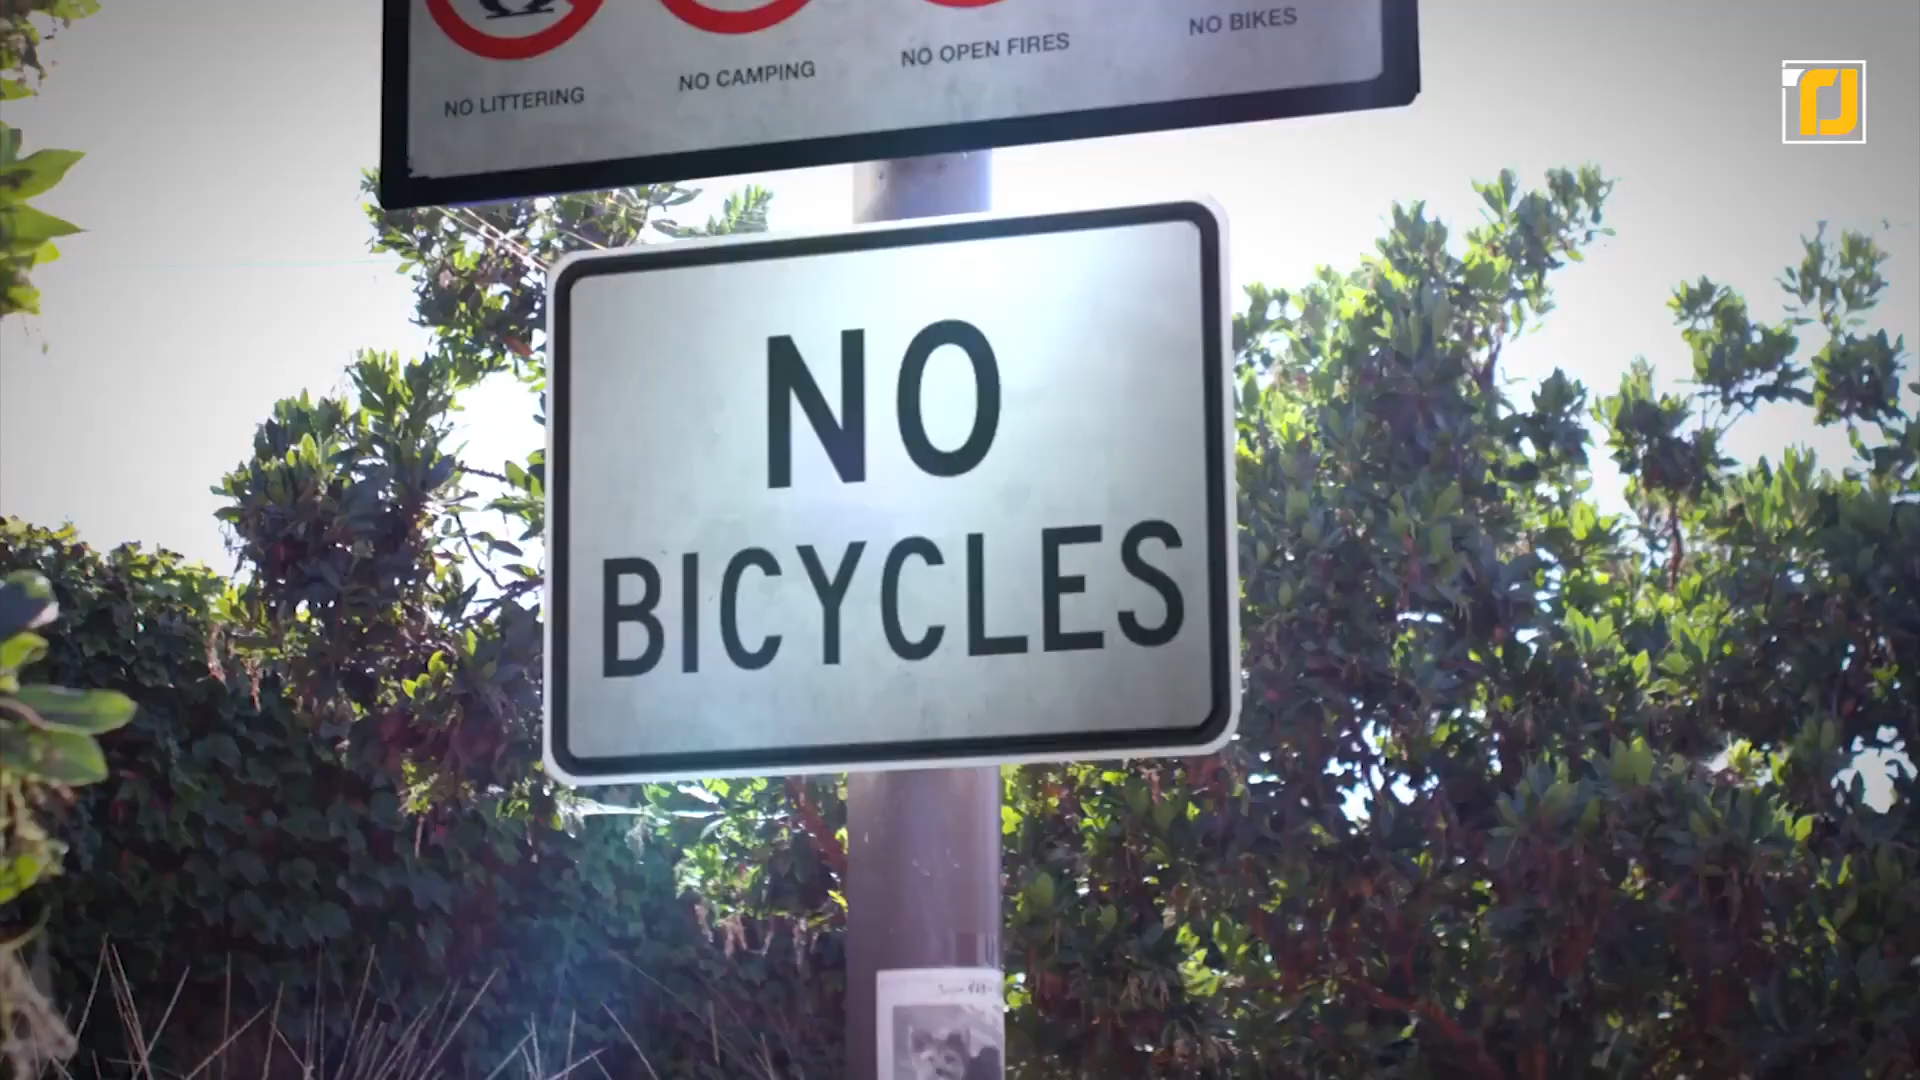 NO LITTERING
NO CAMPING
NO OPEN FIRES
NO BIKES
NO
BICYCLES